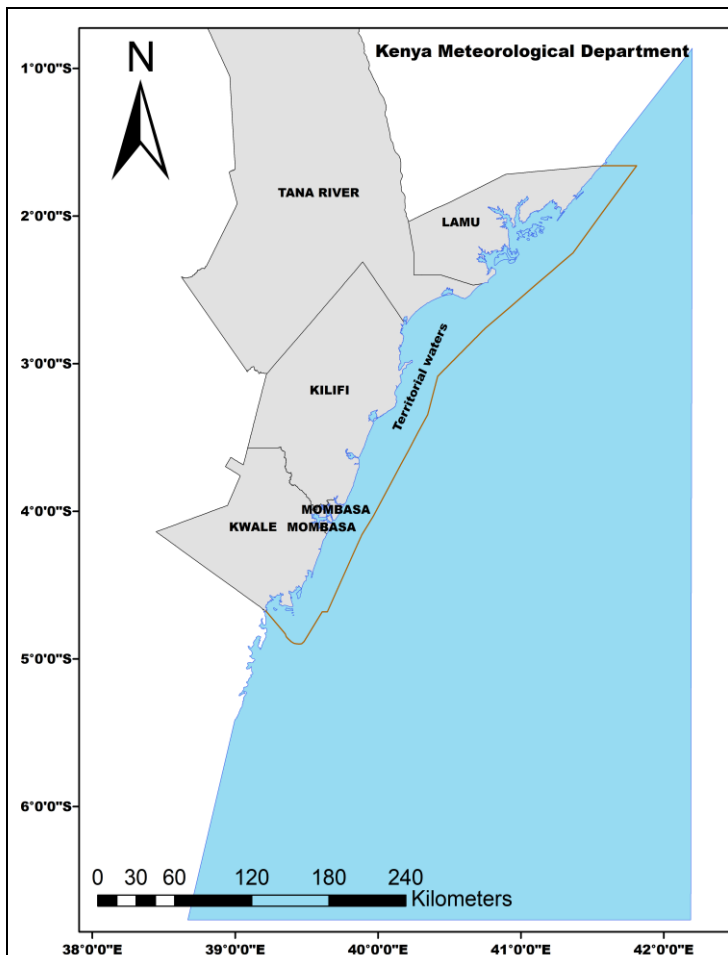 Kenya Meteorological Department
N
1°0'0"S
2°0'0"S
3°0'0"S
4°0'0"S
5°0'0"S
6°0'0"S
TANA RIVER
LAMU
Territorial waters
KILIFI
MOMBASA
KWALE MOMBASA
0 30 60 120 180 240
Kilometers
38°0'0"E 39°0'0"E 40°0'0"E 41°0'0"E 42°0'0"E